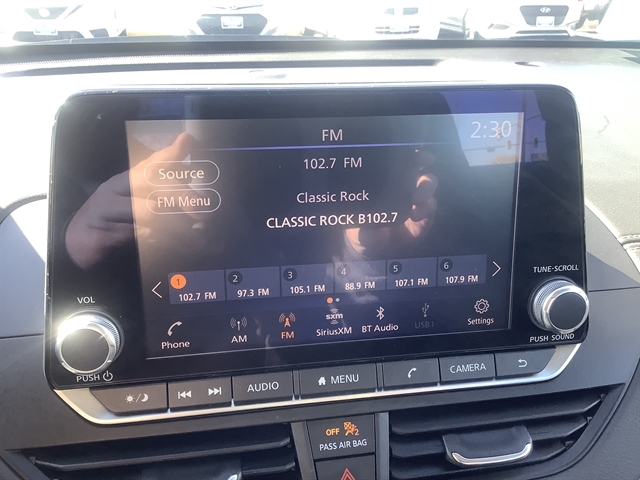 FM
2:30
102.7 FM
Source
Classic Rock
FM Menu
CLASSIC ROCK B102.7
1 2 3 4 5 6
102.7 FM 97.3 FM 105.1 FM 88.9 FM 107.1 FM 107.9 FM
Phone AM FM SXM SiriusXM BT Audio USB1 Settings
VOL
PUSH
TUNE·SCROLL
PUSH SOUND
AUDIO MENU CAMERA
OFF 2
PASS AIR BAG